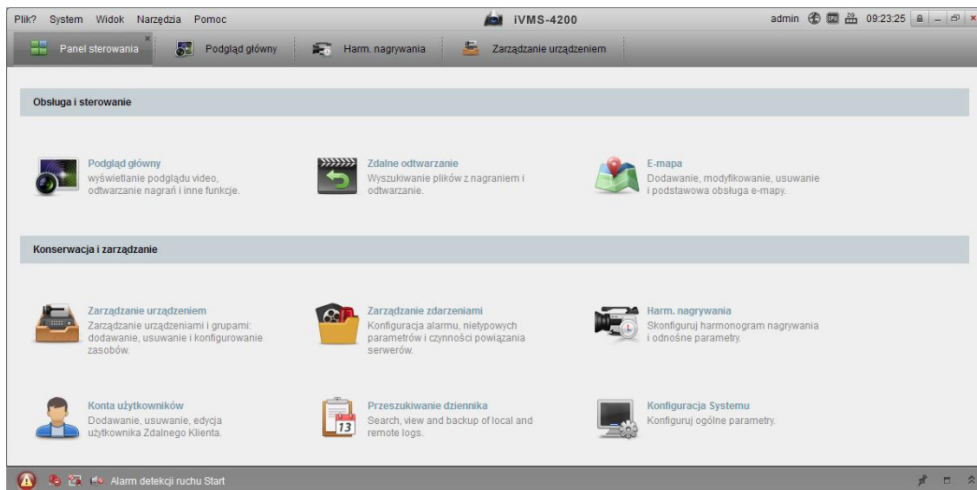 Plik? System Widok Narzędzia Pomoc iVMS-4200 admin 09:23:25
Panel sterowania Podgląd główny Harm. nagrywania Zarządzanie urządzeniem
Obsługa i sterowanie
Podgląd główny
wyświetlanie podglądu video,
odtwarzanie nagrań i inne funkcje.
Zdalne odtwarzanie
Wyszukiwanie plików z nagraniem i
odtwarzanie.
E-mapa
Dodawanie, modyfikowanie, usuwanie
i podstawowa obsługa e-mapy.
Konserwacja i zarządzanie
Zarządzanie urządzeniem
Zarządzanie urządzeniami i grupami:
dodawanie, usuwanie i konfigurowanie
zasobów.
Zarządzanie zdarzeniami
Konfiguracja alarmu, nietypowych
parametrów i czynności powiązania
serwerów.
Harm. nagrywania
Skonfiguruj harmonogram nagrywania
i odnośne parametry.
Konta użytkowników
Dodawanie, usuwanie, edycja
użytkownika Zdalnego Klienta.
13
Przeszukiwanie dziennika
Search, view and backup of local and
remote logs.
Konfiguracja Systemu
Konfiguruj ogólne parametry.
Alarm detekcji ruchu Start